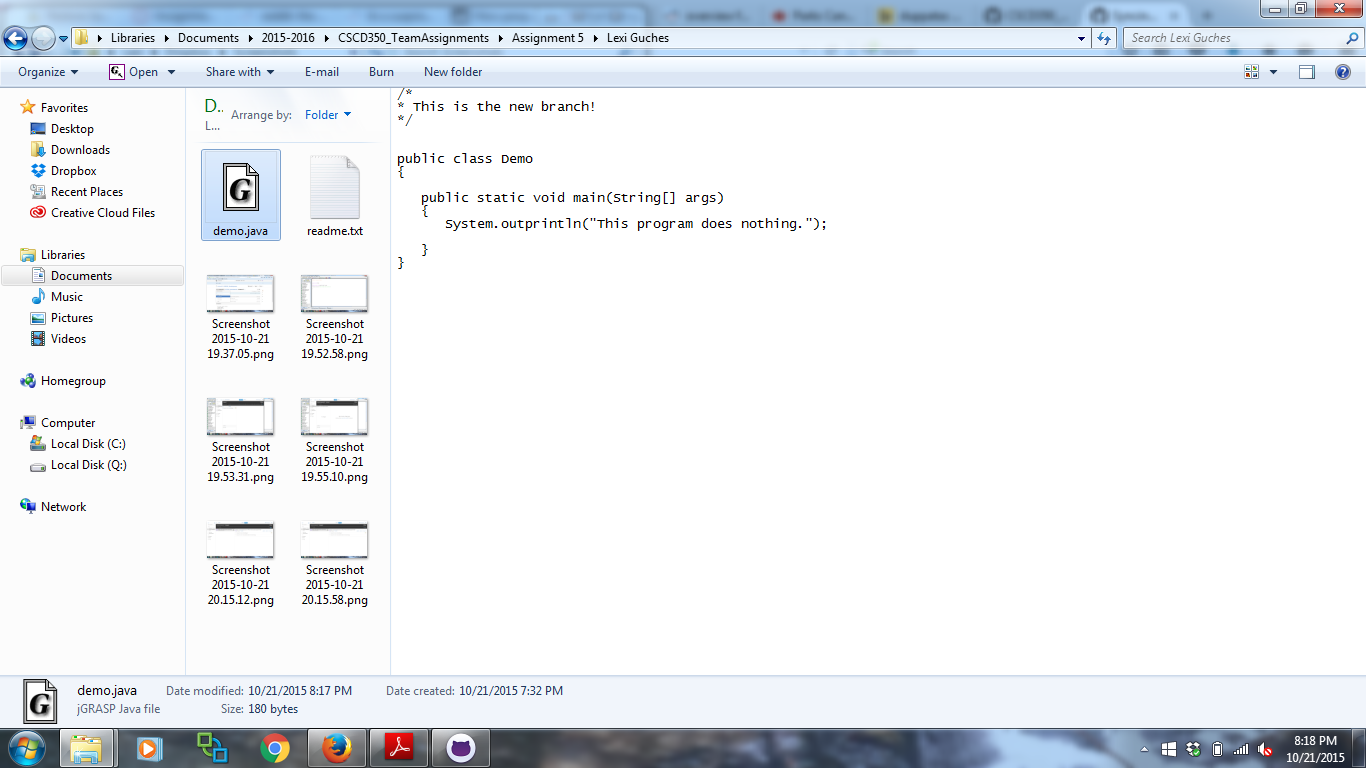 Libraries Documents 2015-2016 CSCD350_TeamAssignments Assignment 5 Lexi Guches
Search Lexi Guches
Organize Open Share with E-mail Burn New folder
Favorites
Desktop
Downloads
Dropbox
Recent Places
Creative Cloud Files
Libraries
Documents
Music
Pictures
Videos
Homegroup
Computer
Local Disk (C:)
Local Disk (Q:)
Network
D..
L...
Arrange by: Folder
demo.java
readme.txt
Screenshot
2015-10-21
19.37.05.png
Screenshot
2015-10-21
19.52.58.png
Screenshot
2015-10-21
19.53.31.png
Screenshot
2015-10-21
19.55.10.png
Screenshot
2015-10-21
20.15.12.png
Screenshot
2015-10-21
20.15.58.png
/*
* This is the new branch!
*/
public class Demo
{
public static void main(String[] args)
{
System.outprintln("This program does nothing.");
}
}
demo.java Date modified: 10/21/2015 8:17 PM Date created: 10/21/2015 7:32 PM
jGRASP Java file Size: 180 bytes
8:18 PM
10/21/2015